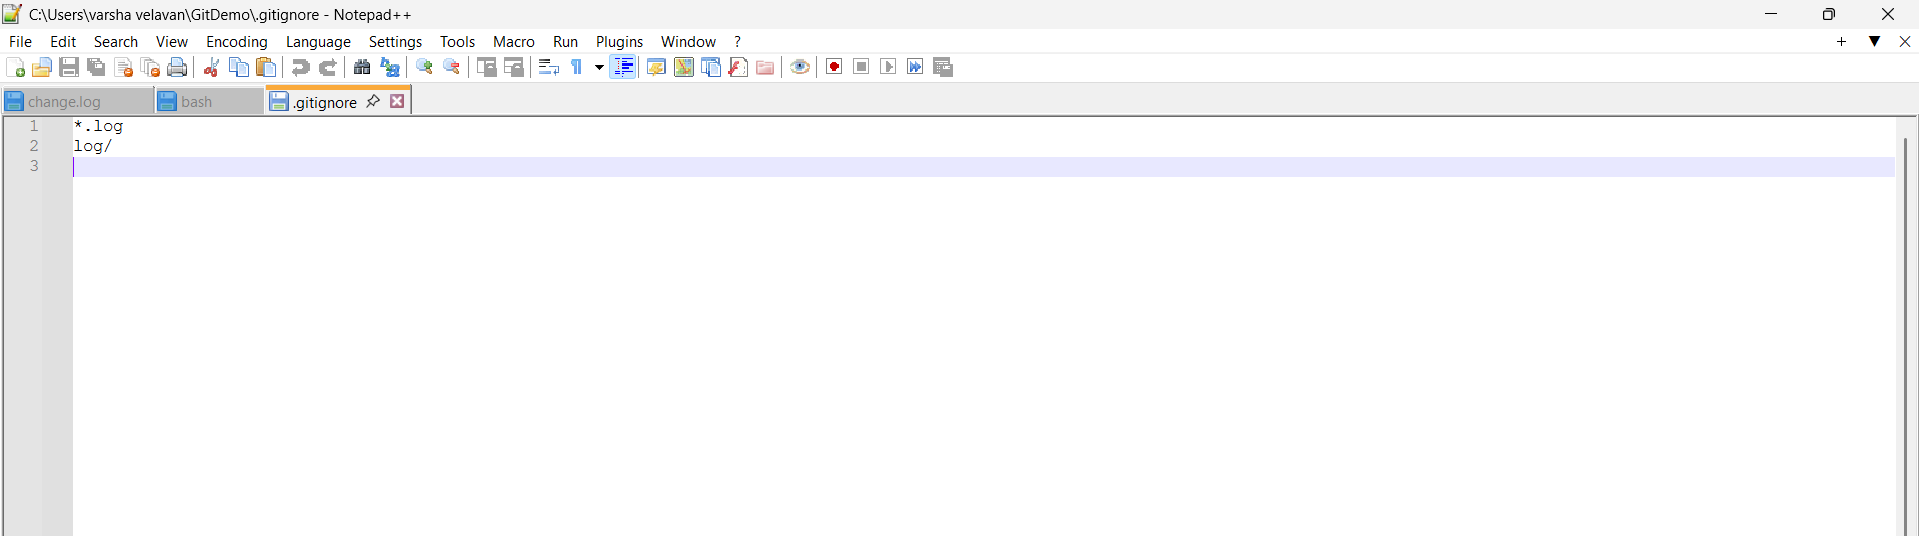 C:\Users\varsha velavan\GitDemo\.gitignore - Notepad++
File Edit Search View Encoding Language Settings Tools Macro Run Plugins Window ?
change.log bash .gitignore
1 *.log
2 log/
3